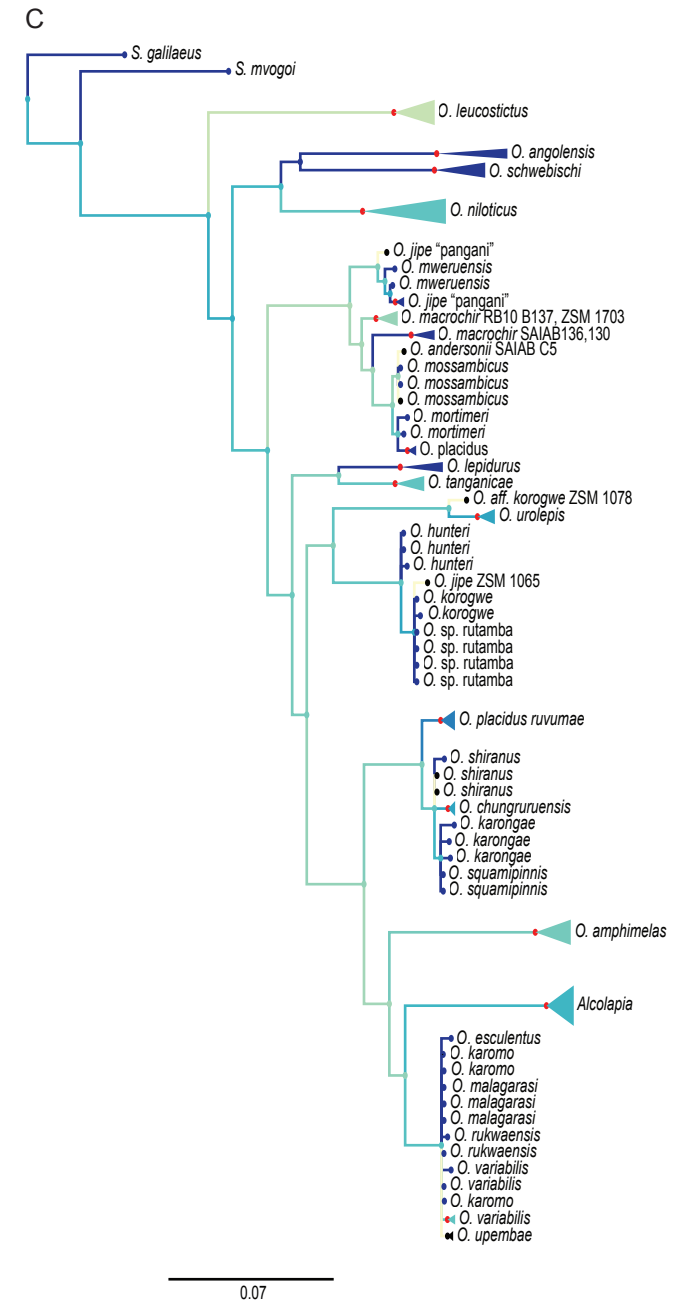 C
S. galilaeus
S. mvogoi
O. leucostictus
O. angolensis
O. schwebischi
O. niloticus
O. jipe “pangani”
O. mweruensis
O. mweruensis
O. jipe “pangani”
O. macrochir RB10 B137, ZSM 1703
O. macrochir SAIAB136,130
O. andersonii SAIAB C5
O. mossambicus
O. mossambicus
O. mossambicus
O. mortimeri
O. mortimeri
O. placidus
O. lepidurus
O. tanganicae
O. aff. korogwe ZSM 1078
O. urolepis
O. hunteri
O. hunteri
O. hunteri
O. jipe ZSM 1065
O. korogwe
O.korogwe
O. sp. rutamba
O. sp. rutamba
O. sp. rutamba
O. sp. rutamba
O. placidus ruvumae
O. shiranus
O. shiranus
O. shiranus
O. chungruruensis
O. karongae
O. karongae
O. karongae
O. squamipinnis
O. squamipinnis
O. amphimelas
Alcolapia
O. esculentus
O. karomo
O. karomo
O. malagarasi
O. malagarasi
O. malagarasi
O. rukwaensis
O. rukwaensis
O. variabilis
O. variabilis
O. karomo
O. variabilis
O. upembae
0.07